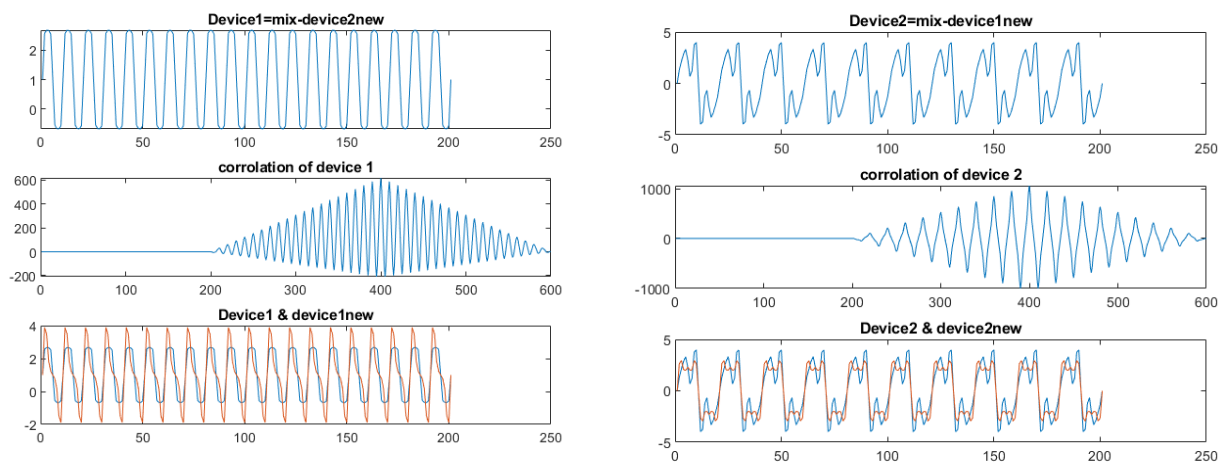 Device1=mix-device2new
2
1
0
0 50 100 150 200 250
corrolation of device 1
600
400
200
0
-200
0 100 200 300 400 500 600
Device1 & device1new
4
2
0
-2
0 50 100 150 200 250
Device2=mix-device1new
5
0
-5
0 50 100 150 200 250
corrolation of device 2
1000
0
-1000
0 100 200 300 400 500 600
Device2 & device2new
5
0
-5
0 50 100 150 200 250